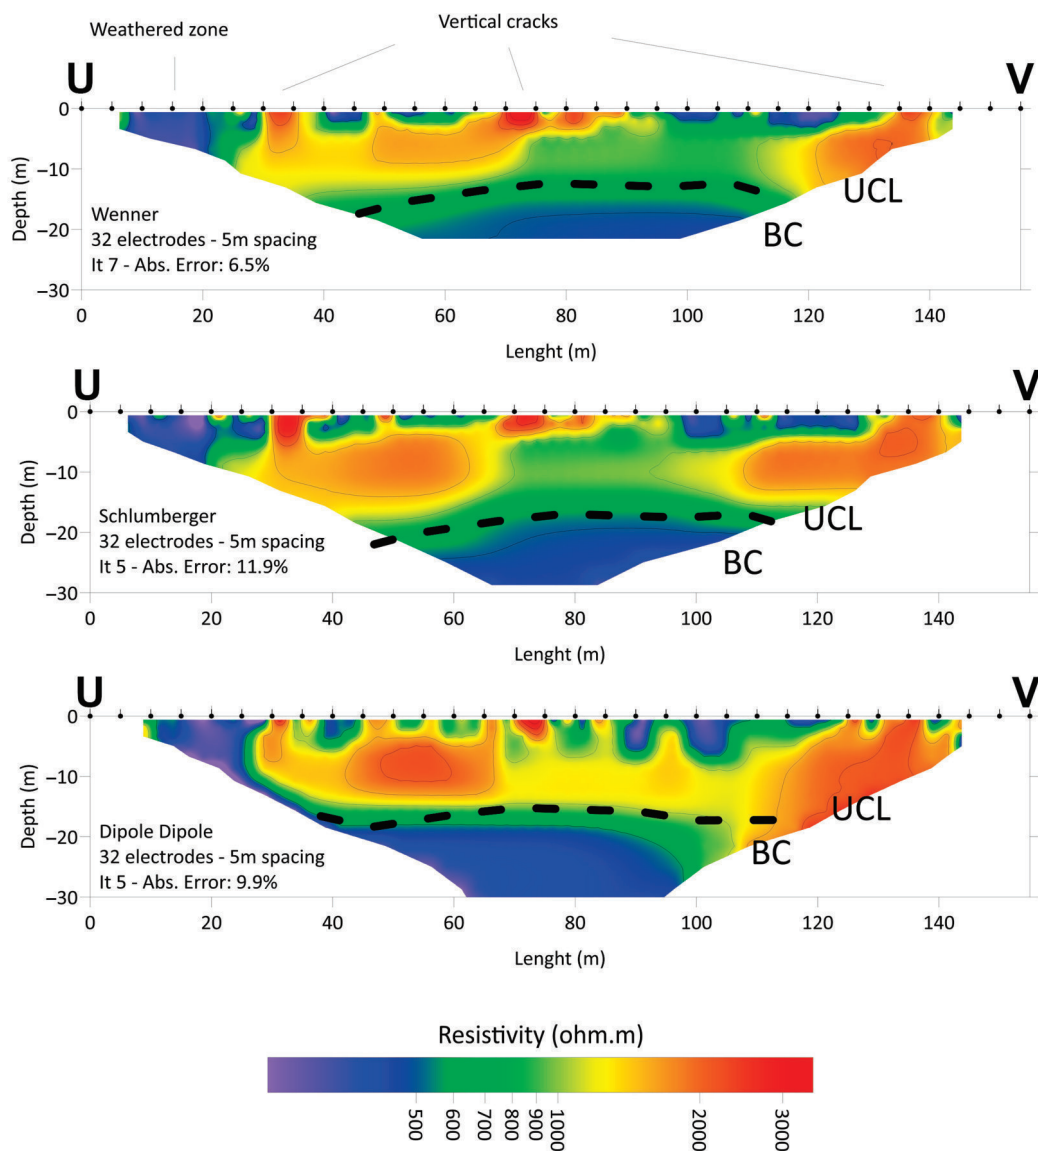 Weathered zone
Vertical cracks
U
V
0
−10
−20
−30
Depth (m)
Wenner
32 electrodes - 5m spacing
It 7 - Abs. Error: 6.5%
UCL
BC
0 20 40 60 80 100 120 140
Lenght (m)
U
V
0
−10
−20
−30
Depth (m)
Schlumberger
32 electrodes - 5m spacing
It 5 - Abs. Error: 11.9%
UCL
BC
0 20 40 60 80 100 120 140
Lenght (m)
U
V
0
−10
−20
−30
Depth (m)
Dipole Dipole
32 electrodes - 5m spacing
It 5 - Abs. Error: 9.9%
UCL
BC
0 20 40 60 80 100 120 140
Lenght (m)
Resistivity (ohm.m)
500 600 700 800 900 1000 2000 3000